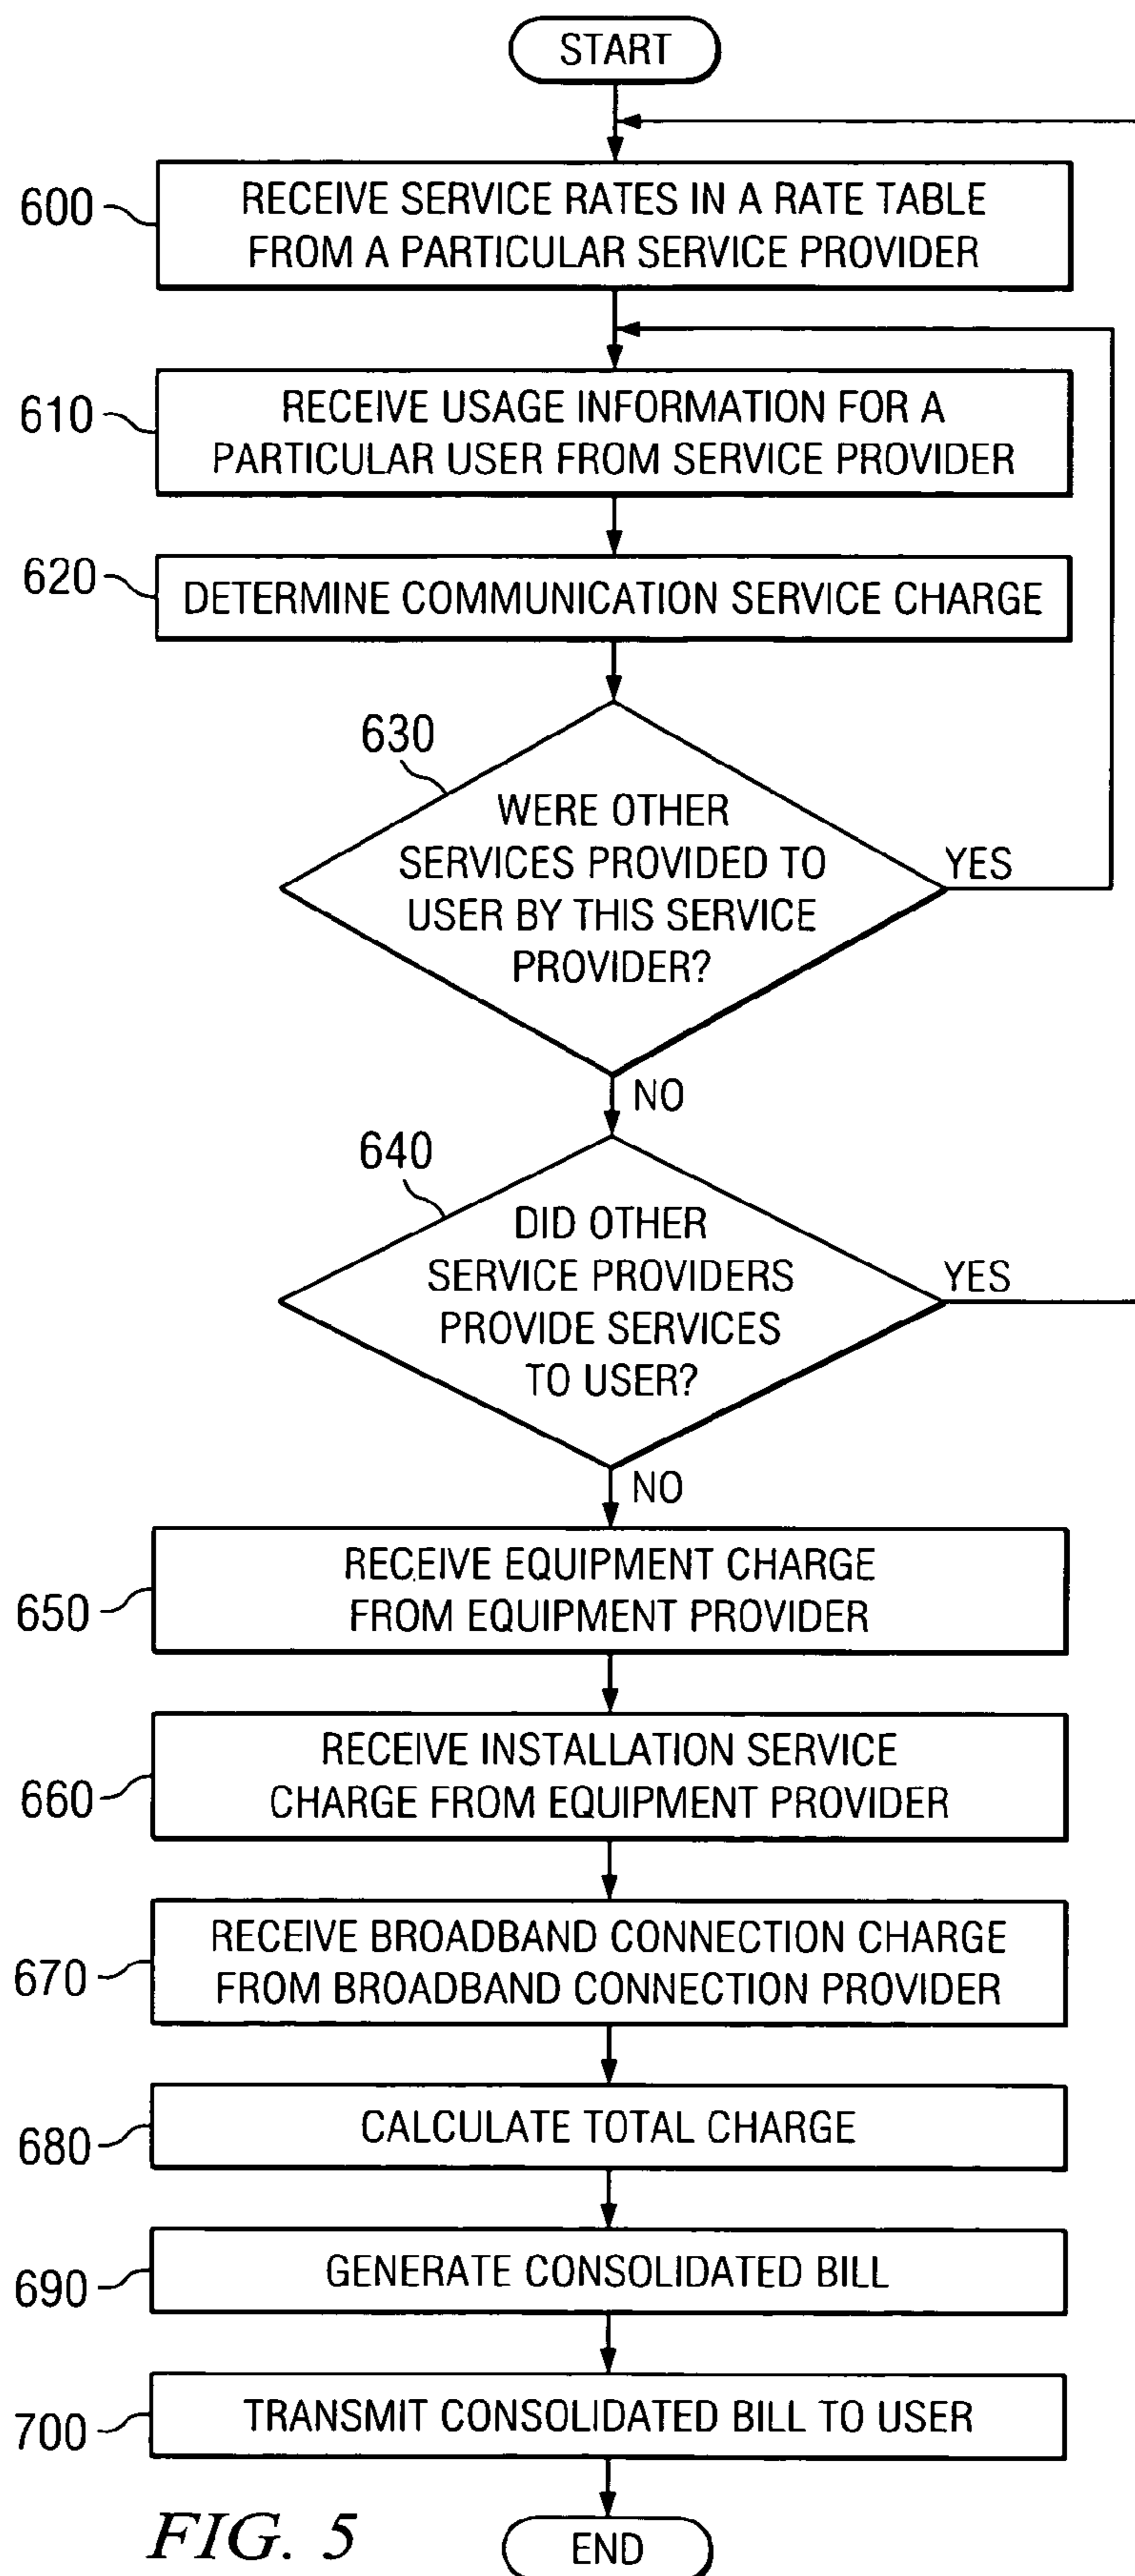 START
600
RECEIVE SERVICE RATES IN A RATE TABLE
FROM A PARTICULAR SERVICE PROVIDER
610
RECEIVE USAGE INFORMATION FOR A
PARTICULAR USER FROM SERVICE PROVIDER
620
DETERMINE COMMUNICATION SERVICE CHARGE
630
WERE OTHER
SERVICES PROVIDED TO
USER BY THIS SERVICE
PROVIDER?
YES
NO
640
DID OTHER
SERVICE PROVIDERS
PROVIDE SERVICES
TO USER?
YES
NO
650
RECEIVE EQUIPMENT CHARGE
FROM EQUIPMENT PROVIDER
660
RECEIVE INSTALLATION SERVICE
CHARGE FROM EQUIPMENT PROVIDER
670
RECEIVE BROADBAND CONNECTION CHARGE
FROM BROADBAND CONNECTION PROVIDER
680
CALCULATE TOTAL CHARGE
690
GENERATE CONSOLIDATED BILL
700
TRANSMIT CONSOLIDATED BILL TO USER
FIG. 5
END